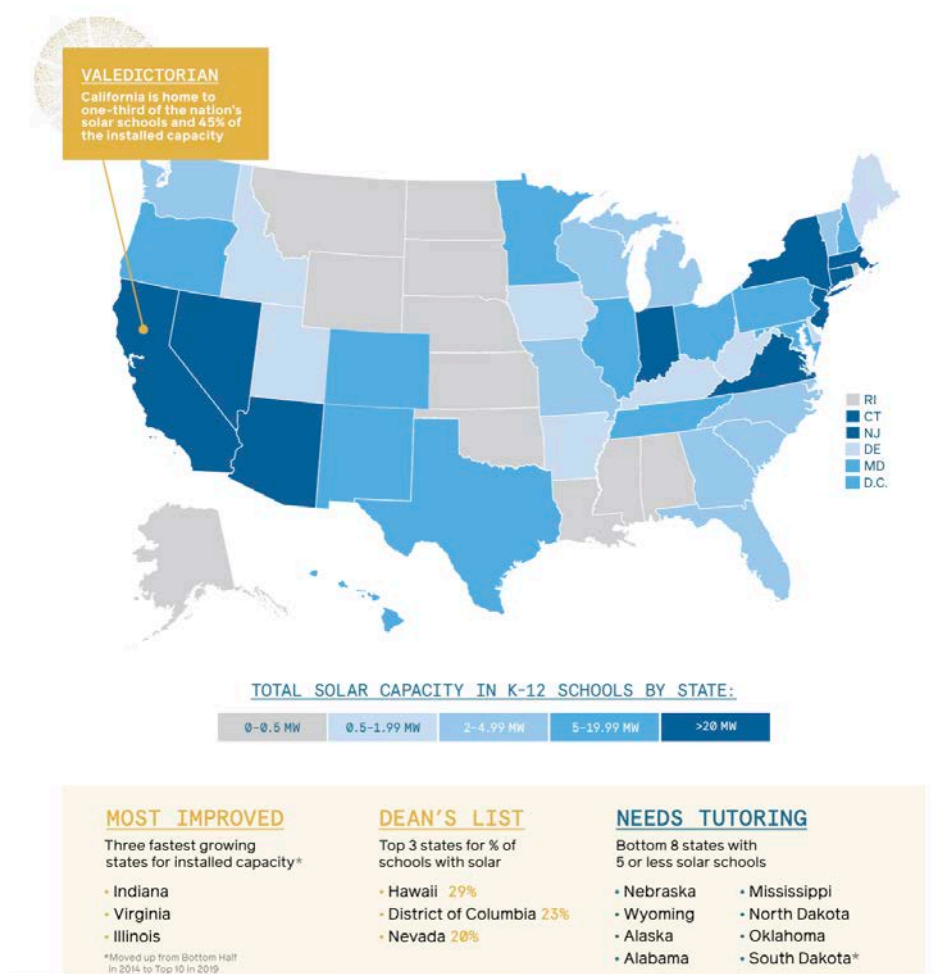 VALEDICTORIAN
California is home to
one-third of the nation's
solar schools and 45% of
the installed capacity
RI
CT
NJ
DE
MD
D.C.
TOTAL SOLAR CAPACITY IN K-12 SCHOOLS BY STATE:
0-0.5 MW
0.5-1.99 MW
2-4.99 MW
5-19.99 MW
>20 MW
MOST IMPROVED
Three fastest growing
states for installed capacity*
• Indiana
• Virginia
• Illinois
*Moved up from Bottom Half
in 2014 to Top 10 in 2019
DEAN'S LIST
Top 3 states for % of
schools with solar
• Hawaii 29%
• District of Columbia 23%
• Nevada 20%
NEEDS TUTORING
Bottom 8 states with
5 or less solar schools
• Nebraska
• Wyoming
• Alaska
• Alabama
• Mississippi
• North Dakota
• Oklahoma
• South Dakota*